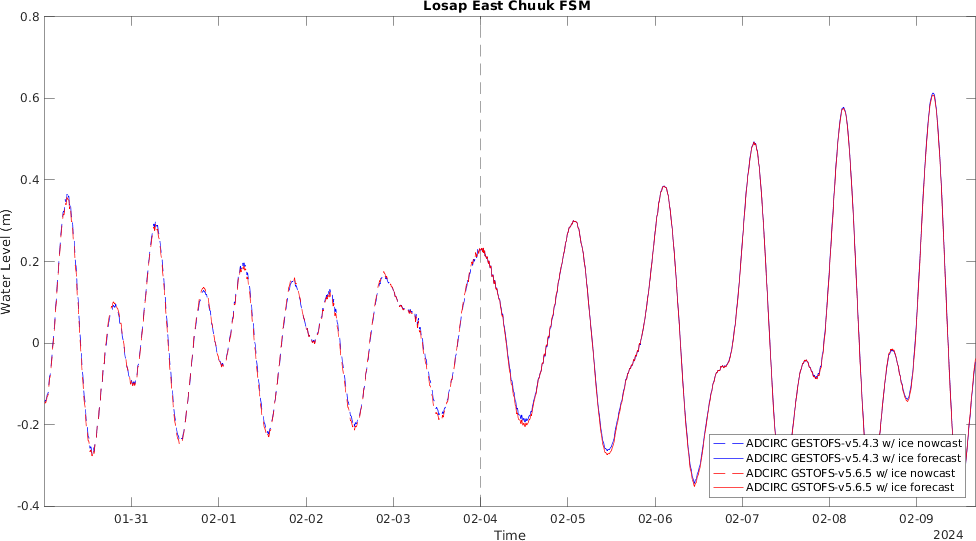 Losap East Chuuk FSM
0.8
0.6
0.4
0.2
0
-0.2
-0.4
Water Level (m)
01-31
02-01
02-02
02-03
02-04
02-05
02-06
02-07
02-08
02-09
Time
2024
ADCIRC GESTOFS-v5.4.3 w/ ice nowcast
ADCIRC GESTOFS-v5.4.3 w/ ice forecast
ADCIRC GSTOFS-v5.6.5 w/ ice nowcast
ADCIRC GSTOFS-v5.6.5 w/ ice forecast